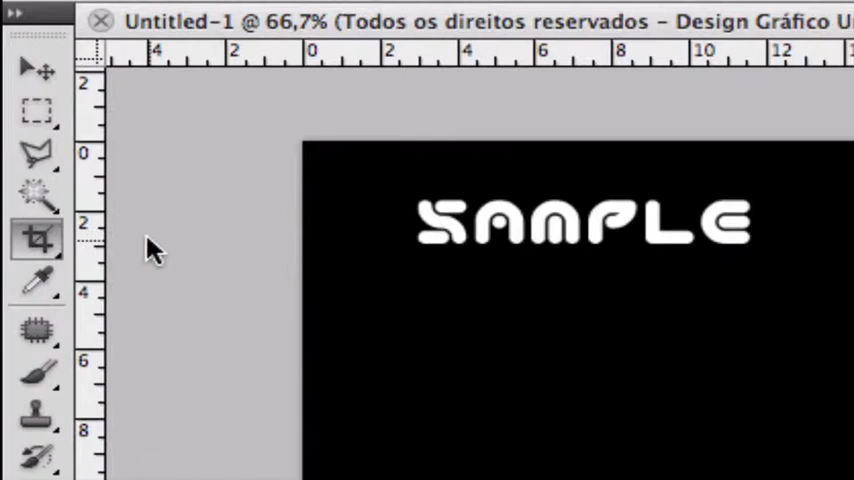 Untitled-1 @ 66,7% (Todos os direitos reservados - Design Gráfico
4 2 0 2 4 6 8 10 12
2
0
2
4
6
8
SAMPLE